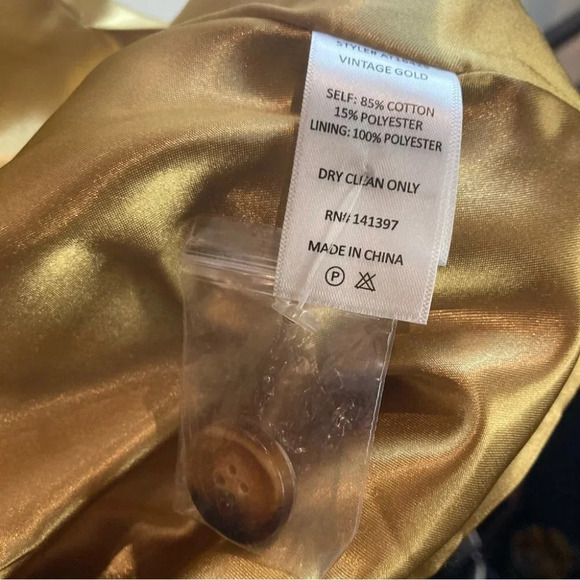 VINTAGE GOLD
SELF: 85% COTTON
15% POLYESTER
LINING: 100% POLYESTER
DRY CLEAN ONLY
RN# 141397
MADE IN CHINA
P